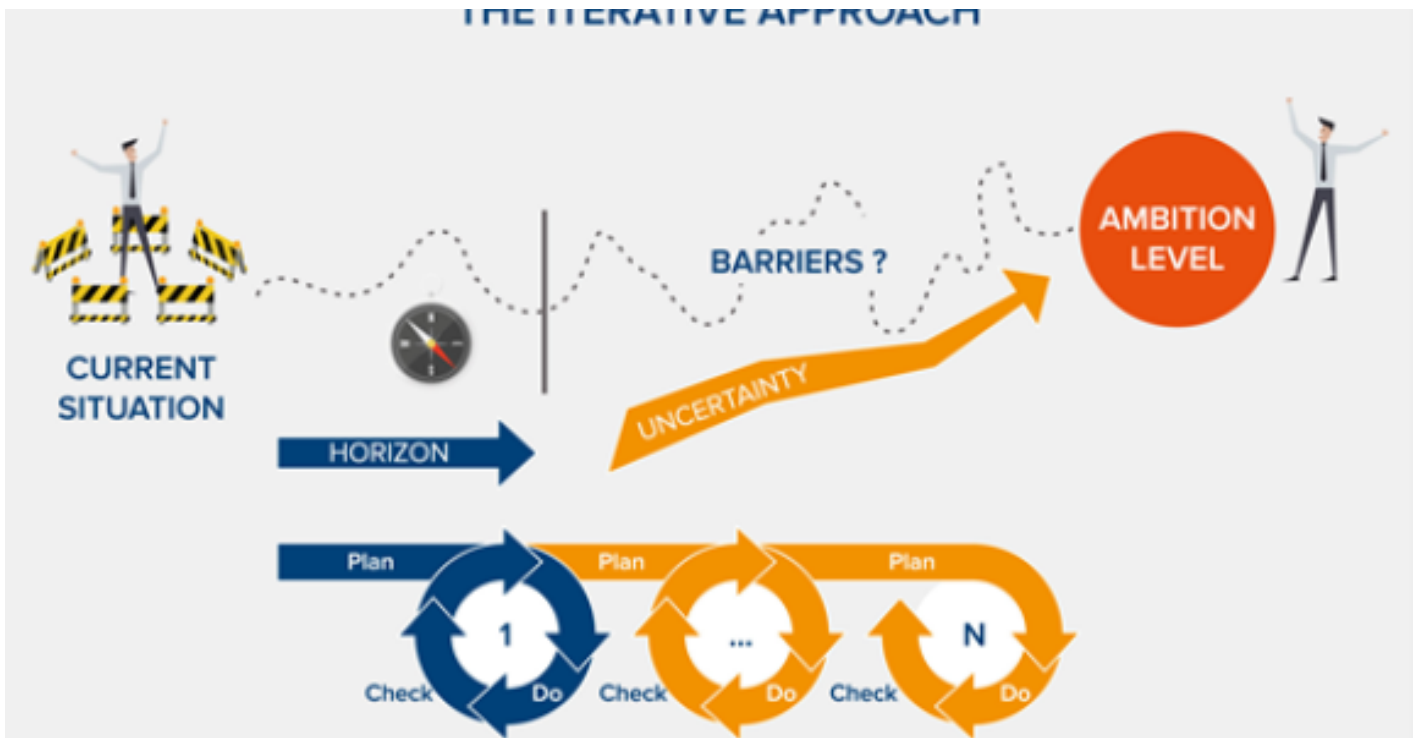 THE ITERATIVE APPROACH
BARRIERS ?
AMBITION
LEVEL
CURRENT
SITUATION
UNCERTAINTY
HORIZON
Plan
Plan
Plan
1
...
N
Check
Do
Check
Do
Check
Do